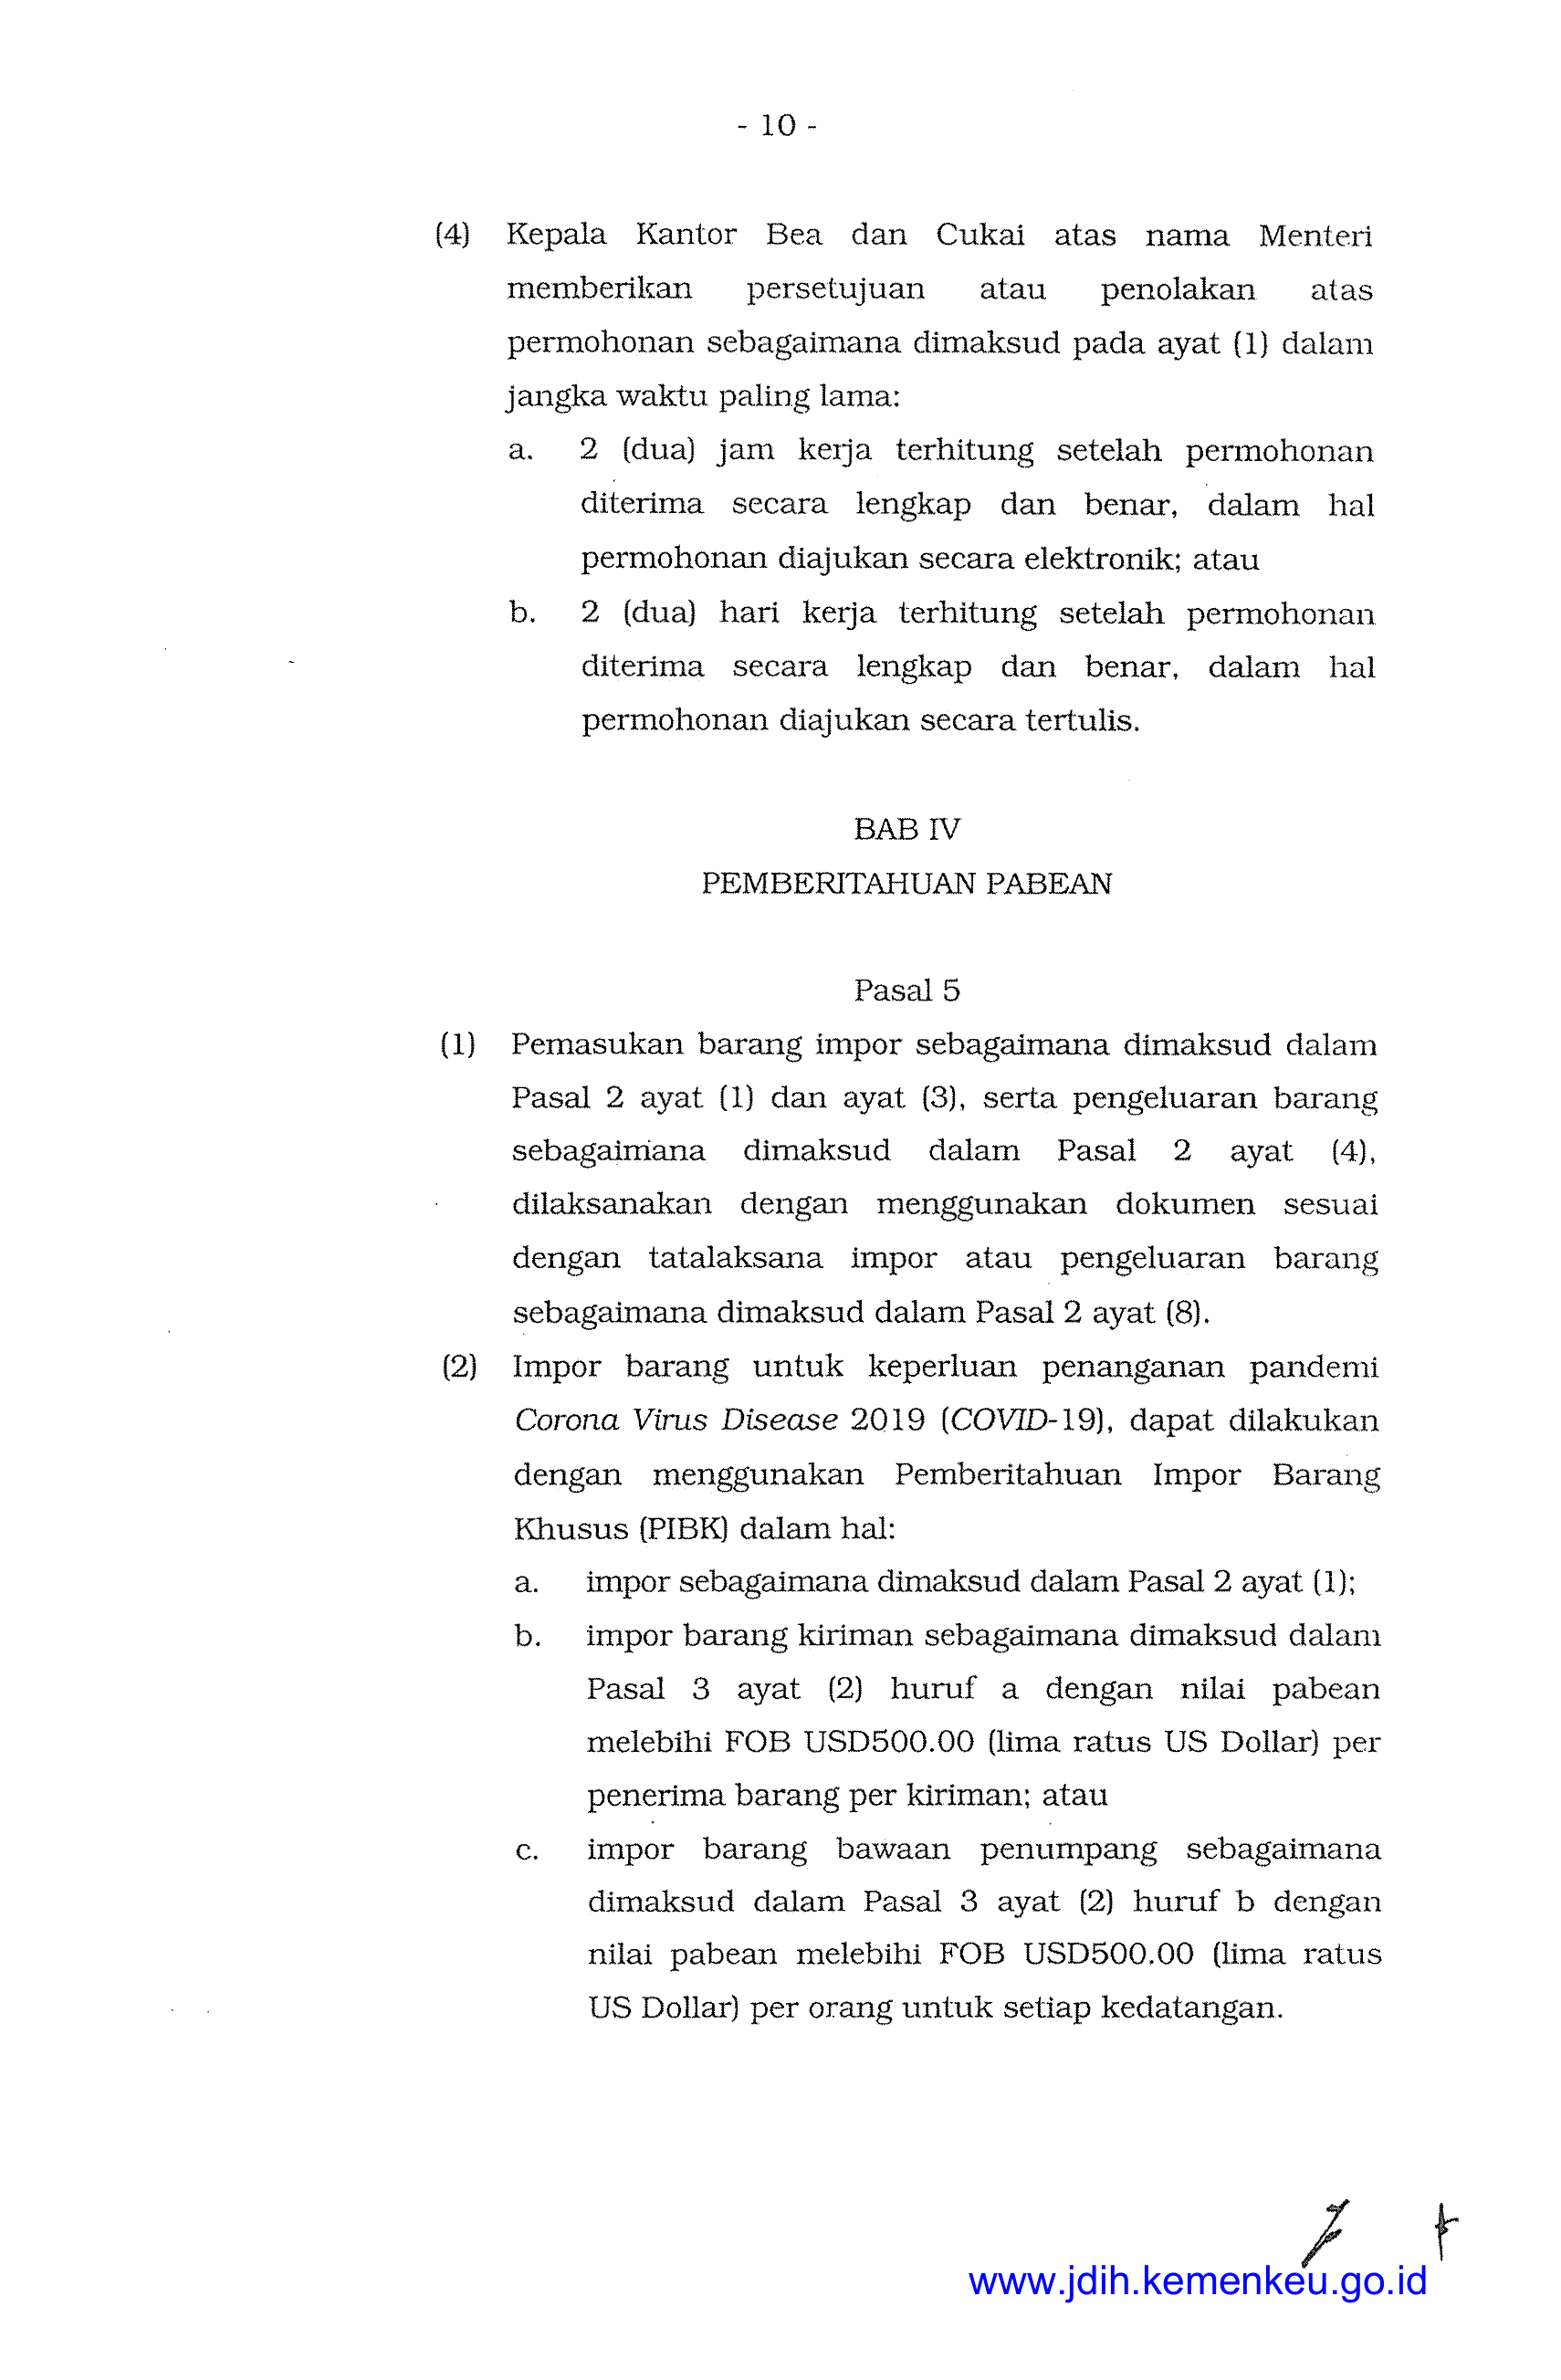 - 10 -
(4) Kepala Kantor Bea dan Cukai atas nama Menteri
memberikan persetujuan atau penolakan atas
permohonan sebagaimana dimaksud pada ayat (1) dalam
jangka waktu paling lama:
a. 2 (dua) jam kerja terhitung setelah permohonan
diterima secara lengkap dan benar, dalam hal
permohonan diajukan secara elektronik; atau
b. 2 (dua) hari kerja terhitung setelah permohonan
diterima secara lengkap dan benar, dalam hal
permohonan diajukan secara tertulis.
BAB IV
PEMBERITAHUAN PABEAN
Pasal 5
(1) Pemasukan barang impor sebagaimana dimaksud dalam
Pasal 2 ayat (1) dan ayat (3), serta pengeluaran barang
sebagaimana dimaksud dalam Pasal 2 ayat (4),
dilaksanakan dengan menggunakan dokumen sesuai
dengan tatalaksana impor atau pengeluaran barang
sebagaimana dimaksud dalam Pasal 2 ayat (8).
(2) Impor barang untuk keperluan penanganan pandemi
Corona Virus Disease 2019 (COVID-19), dapat dilakukan
dengan menggunakan Pemberitahuan Impor Barang
Khusus (PIBK) dalam hal:
a. impor sebagaimana dimaksud dalam Pasal 2 ayat (1);
b. impor barang kiriman sebagaimana dimaksud dalam
Pasal 3 ayat (2) huruf a dengan nilai pabean
melebihi FOB USD500.00 (lima ratus US Dollar) per
penerima barang per kiriman; atau
c. impor barang bawaan penumpang sebagaimana
dimaksud dalam Pasal 3 ayat (2) huruf b dengan
nilai pabean melebihi FOB USD500.00 (lima ratus
US Dollar) per orang untuk setiap kedatangan.
www.jdih.kemenkeu.go.id